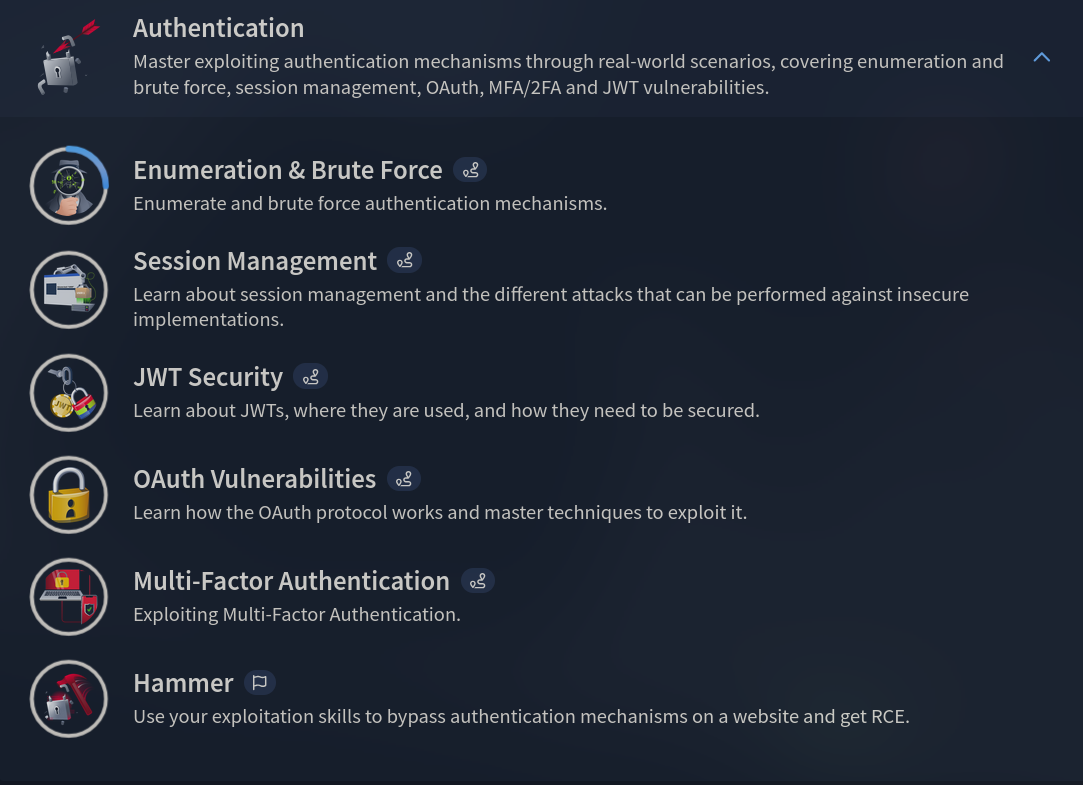 Authentication
Master exploiting authentication mechanisms through real-world scenarios, covering enumeration and
brute force, session management, OAuth, MFA/2FA and JWT vulnerabilities.
Enumeration & Brute Force
Enumerate and brute force authentication mechanisms.
Session Management
Learn about session management and the different attacks that can be performed against insecure
implementations.
JWT Security
JWT
Learn about JWTs, where they are used, and how they need to be secured.
OAuth Vulnerabilities
Learn how the OAuth protocol works and master techniques to exploit it.
Multi-Factor Authentication
Exploiting Multi-Factor Authentication.
Hammer
Use your exploitation skills to bypass authentication mechanisms on a website and get RCE.